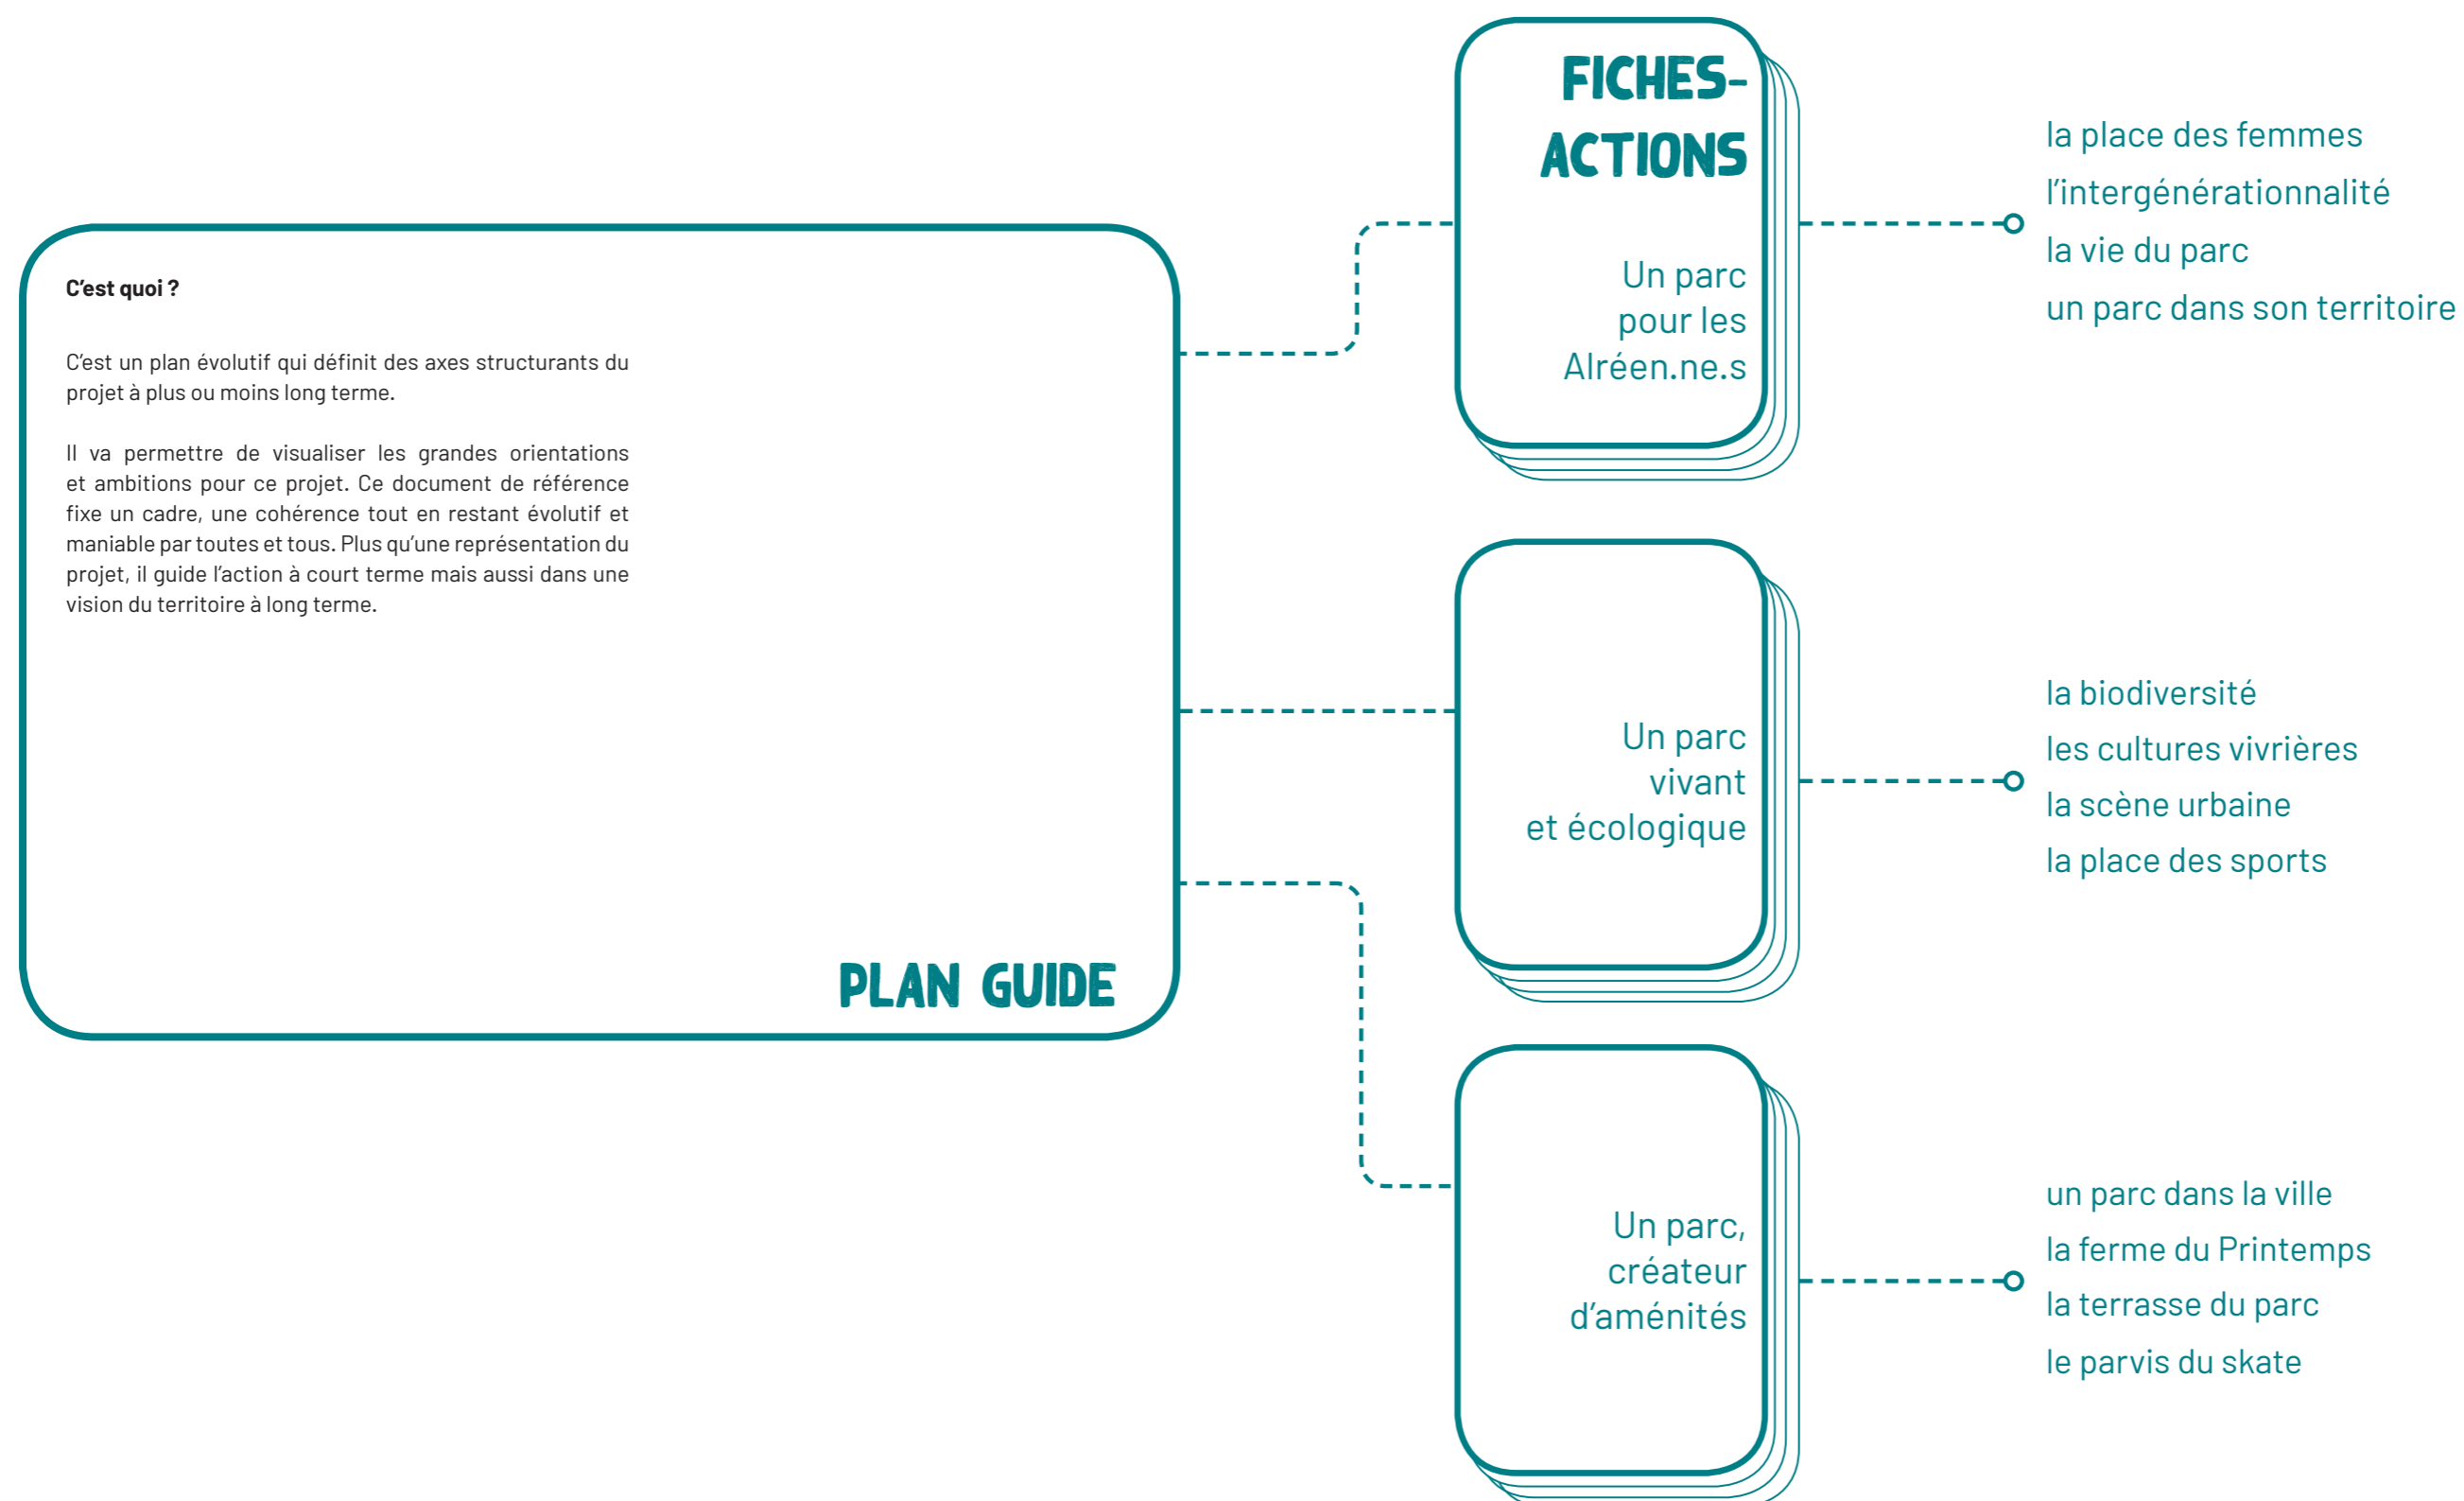 C’est quoi ?
C’est un plan évolutif qui définit des axes structurants du
projet à plus ou moins long terme.
Il va permettre de visualiser les grandes orientations
et ambitions pour ce projet. Ce document de référence
fixe un cadre, une cohérence tout en restant évolutif et
maniable par toutes et tous. Plus qu’une représentation du
projet, il guide l’action à court terme mais aussi dans une
vision du territoire à long terme.
PLAN GUIDE
FICHES-
ACTIONS
Un parc
pour les
Alréen.ne.s
la place des femmes
l’intergénérationnalité
la vie du parc
un parc dans son territoire
Un parc
vivant
et écologique
la biodiversité
les cultures vivrières
la scène urbaine
la place des sports
Un parc,
créateur
d’aménités
un parc dans la ville
la ferme du Printemps
la terrasse du parc
le parvis du skate